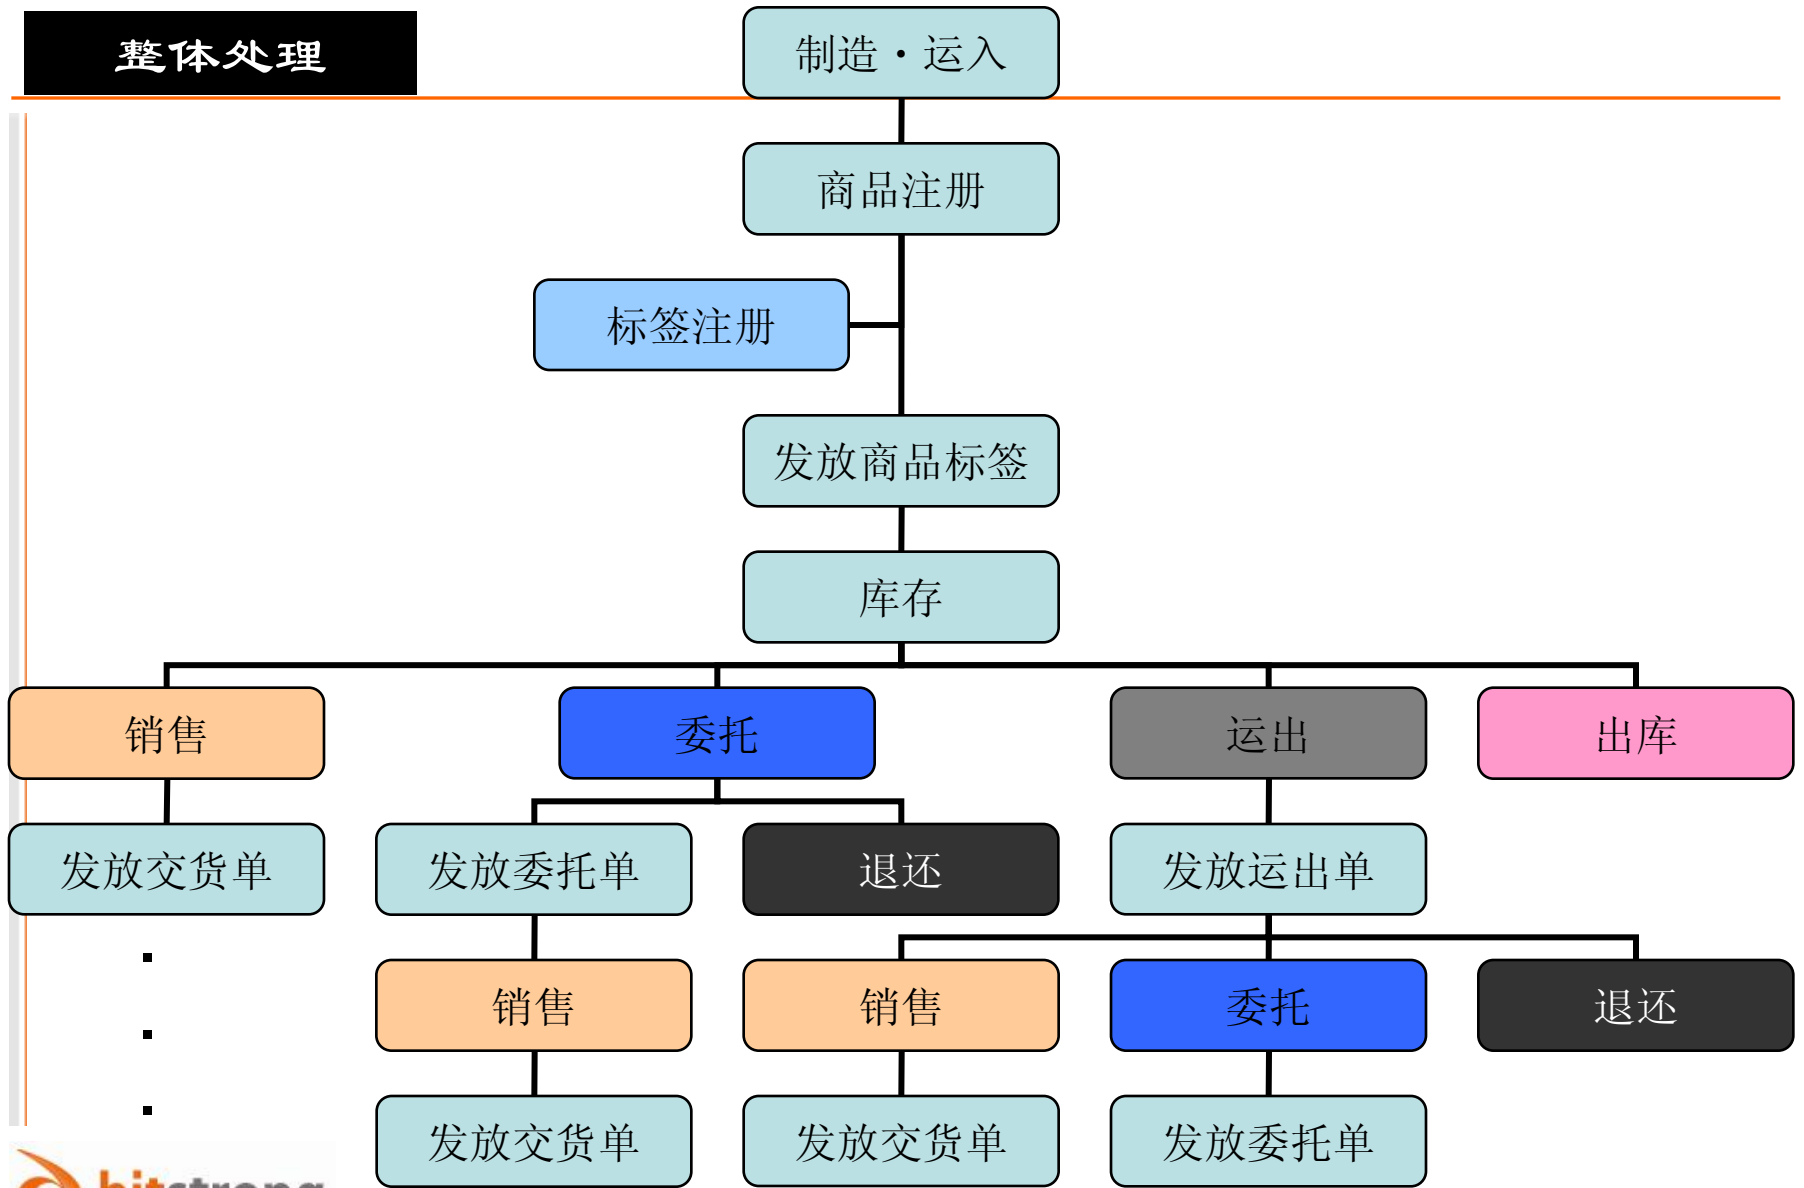 整体处理
制造·运入
商品注册
标签注册
发放商品标签
库存
销售
委托
运出
出库
发放交货单
发放委托单
退还
发放运出单
销售
销售
委托
退还
发放交货单
发放交货单
发放委托单
bitstrong